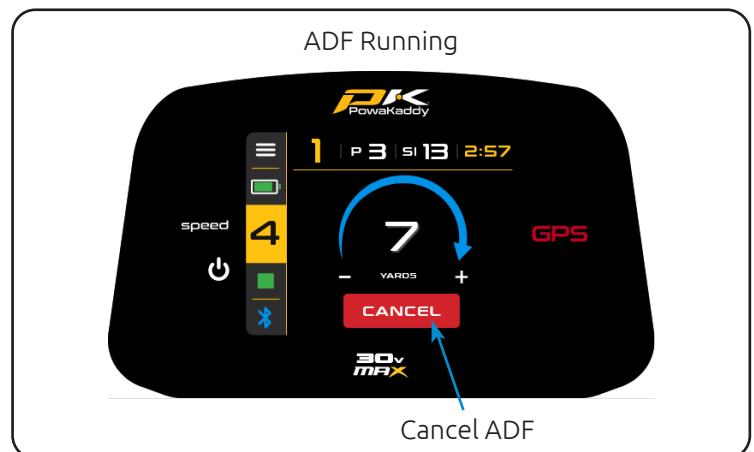 ADF Running
PK
PowaKaddy
1 | P 3 | SI 13 | 2:57
speed 4 7 GPS
- YARDS +
CANCEL
30v
MAX
Cancel ADF